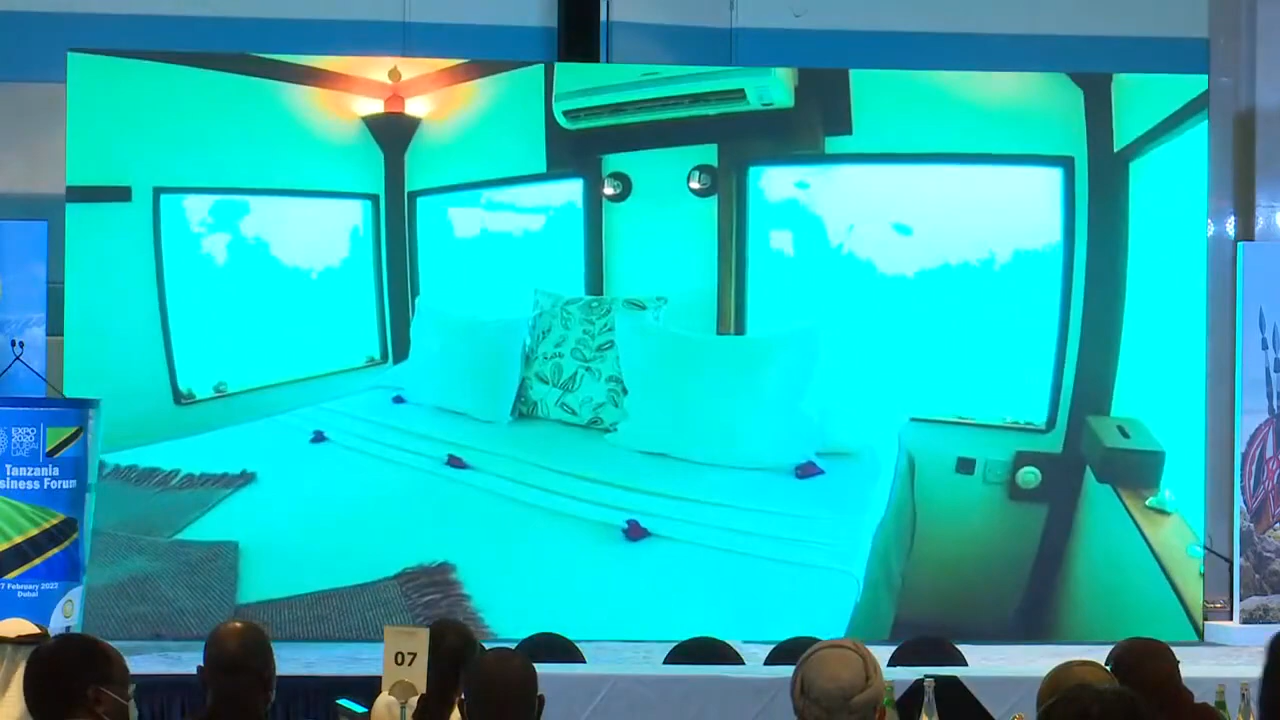 EXPO
2020
DUBAI
UAE
Tanzania
siness Forum
7 February 2022
Dubai
07